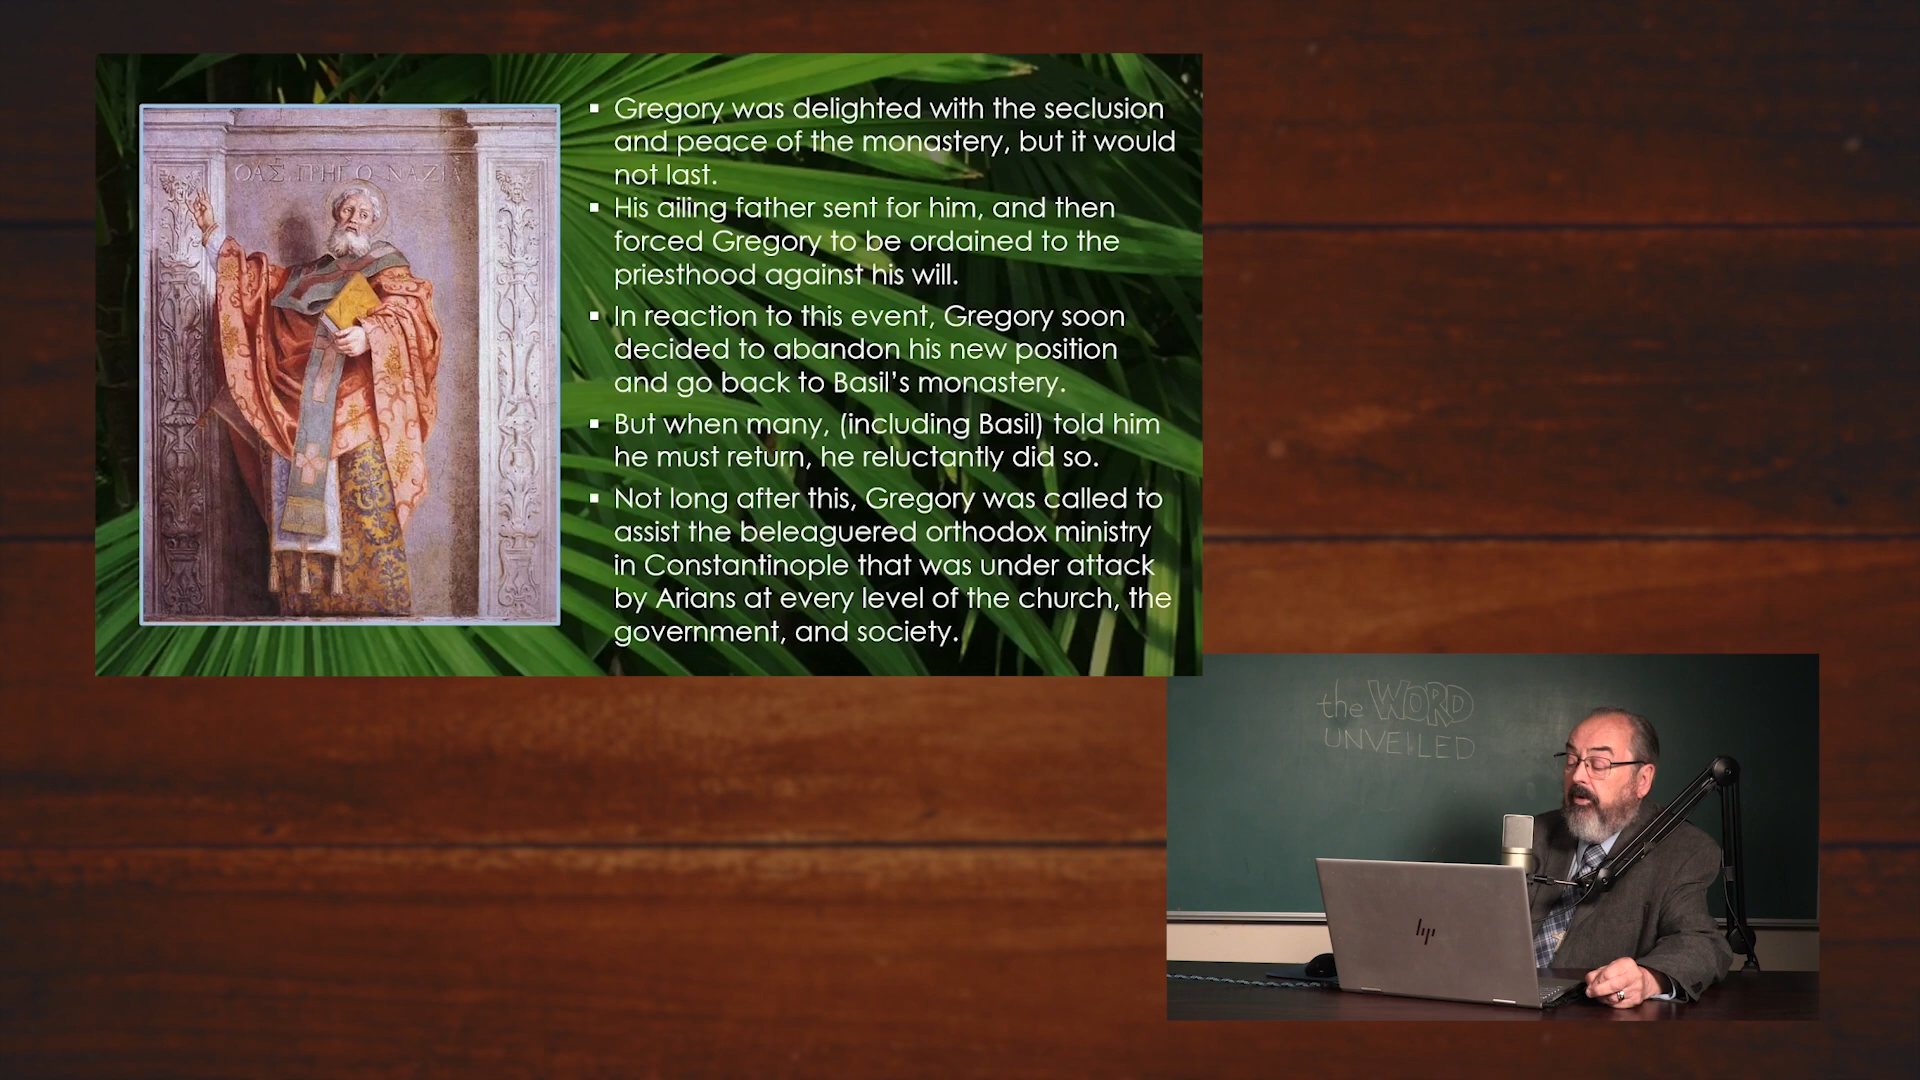 ▪ Gregory was delighted with the seclusion
and peace of the monastery, but it would
not last.
▪ His ailing father sent for him, and then
forced Gregory to be ordained to the
priesthood against his will.
▪ In reaction to this event, Gregory soon
decided to abandon his new position
and go back to Basil’s monastery.
▪ But when many, (including Basil) told him
he must return, he reluctantly did so.
▪ Not long after this, Gregory was called to
assist the beleaguered orthodox ministry
in Constantinople that was under attack
by Arians at every level of the church, the
government, and society.
the WORD
UNVEILED
hp